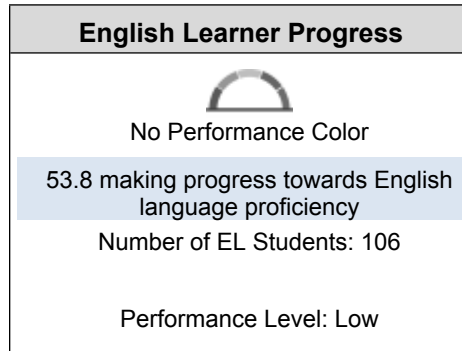 English Learner Progress
No Performance Color
53.8 making progress towards English
language proficiency
Number of EL Students: 106
Performance Level: Low